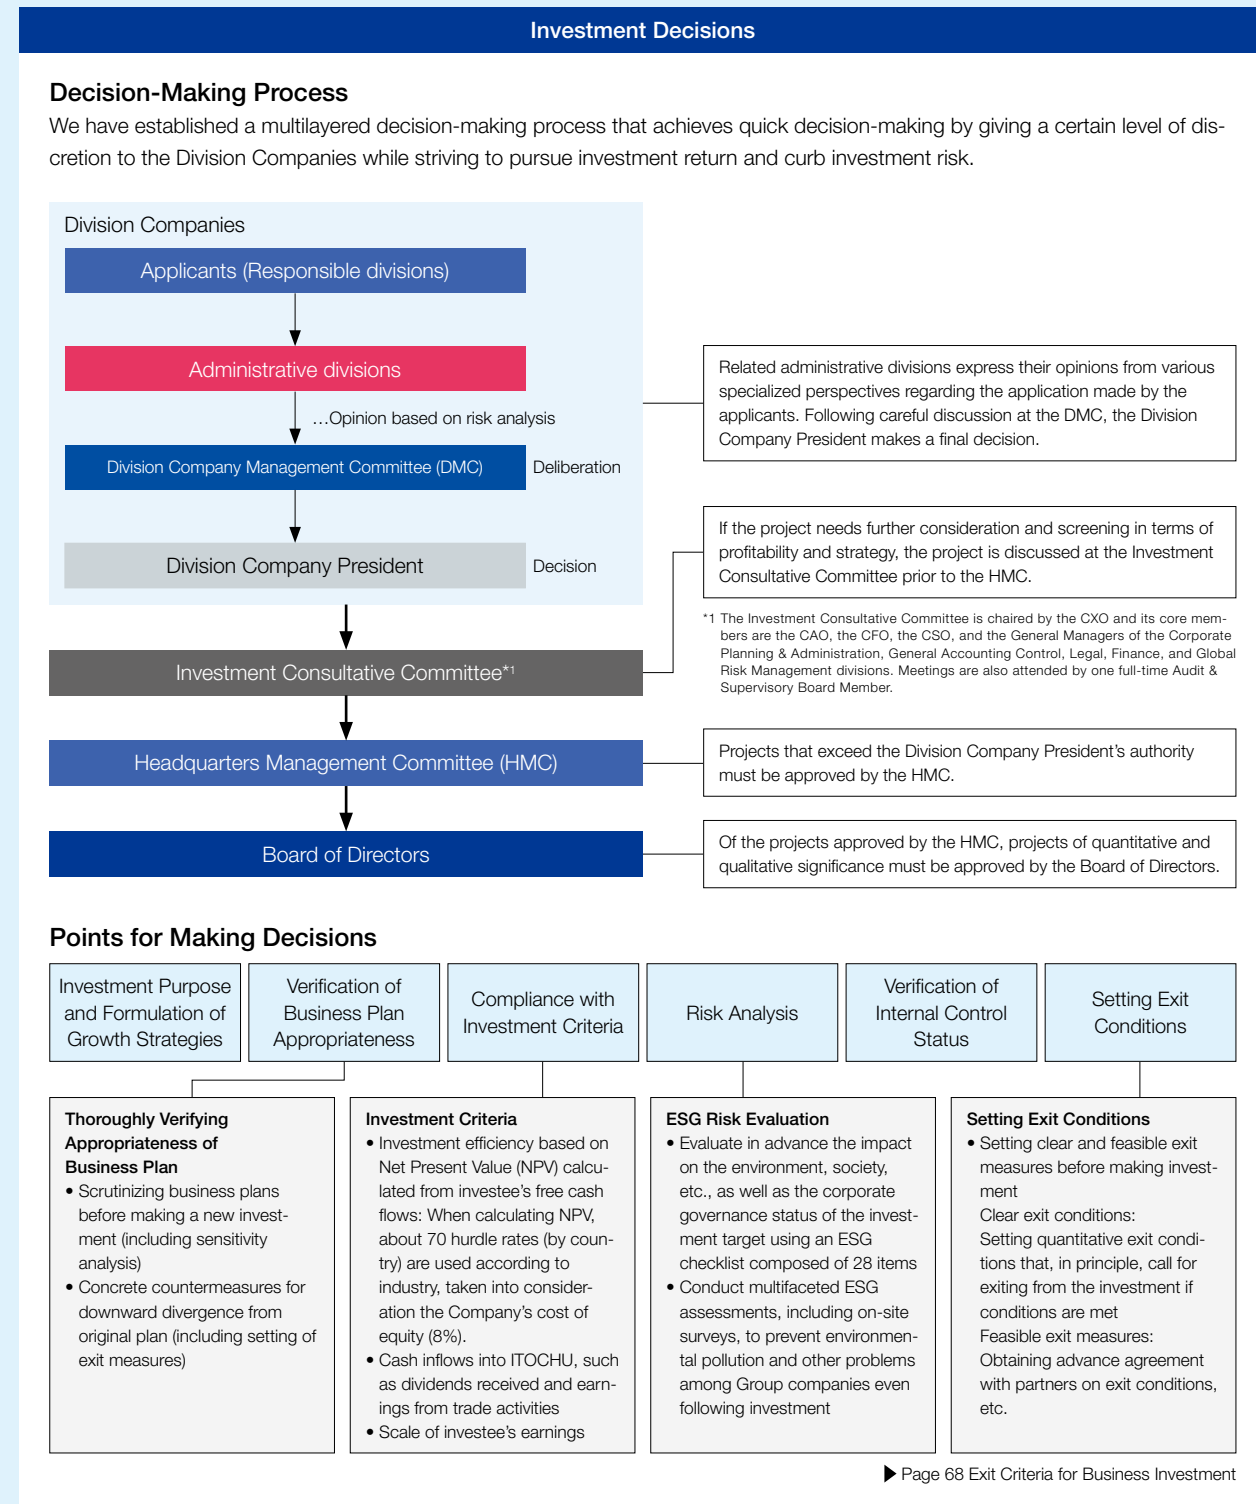 Investment Decisions
Decision-Making Process
We have established a multilayered decision-making process that achieves quick decision-making by giving a certain level of dis-
cretion to the Division Companies while striving to pursue investment return and curb investment risk.
Division Companies
Applicants (Responsible divisions)
Administrative divisions
…Opinion based on risk analysis
Division Company Management Committee (DMC)
Deliberation
Division Company President
Decision
Related administrative divisions express their opinions from various
specialized perspectives regarding the application made by the
applicants. Following careful discussion at the DMC, the Division
Company President makes a final decision.
If the project needs further consideration and screening in terms of
profitability and strategy, the project is discussed at the Investment
Consultative Committee prior to the HMC.
*1 The Investment Consultative Committee is chaired by the CXO and its core mem-
bers are the CAO, the CFO, the CSO, and the General Managers of the Corporate
Planning & Administration, General Accounting Control, Legal, Finance, and Global
Risk Management divisions. Meetings are also attended by one full-time Audit &
Supervisory Board Member.
Investment Consultative Committee*1
Headquarters Management Committee (HMC)
Projects that exceed the Division Company President's authority
must be approved by the HMC.
Board of Directors
Of the projects approved by the HMC, projects of quantitative and
qualitative significance must be approved by the Board of Directors.
Points for Making Decisions
Investment Purpose
and Formulation of
Growth Strategies
Verification of
Business Plan
Appropriateness
Compliance with
Investment Criteria
Risk Analysis
Verification of
Internal Control
Status
Setting Exit
Conditions
Thoroughly Verifying
Appropriateness of
Business Plan
• Scrutinizing business plans
before making a new invest-
ment (including sensitivity
analysis)
• Concrete countermeasures for
downward divergence from
original plan (including setting of
exit measures)
Investment Criteria
• Investment efficiency based on
Net Present Value (NPV) calcu-
lated from investee's free cash
flows: When calculating NPV,
about 70 hurdle rates (by coun-
try) are used according to
industry, taken into consider-
ation the Company's cost of
equity (8%).
• Cash inflows into ITOCHU, such
as dividends received and earn-
ings from trade activities
• Scale of investee's earnings
ESG Risk Evaluation
• Evaluate in advance the impact
on the environment, society,
etc., as well as the corporate
governance status of the invest-
ment target using an ESG
checklist composed of 28 items
• Conduct multifaceted ESG
assessments, including on-site
surveys, to prevent environmen-
tal pollution and other problems
among Group companies even
following investment
Setting Exit Conditions
• Setting clear and feasible exit
measures before making invest-
ment
Clear exit conditions:
Setting quantitative exit condi-
tions that, in principle, call for
exiting from the investment if
conditions are met
Feasible exit measures:
Obtaining advance agreement
with partners on exit conditions,
etc.
▶Page 68 Exit Criteria for Business Investment